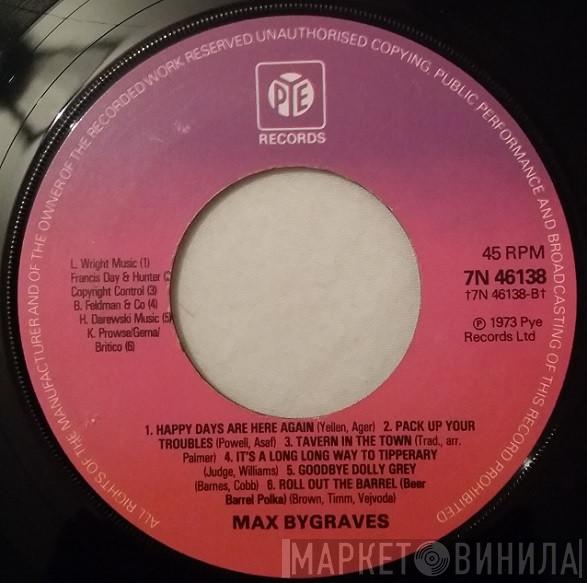 ALL RIGHTS OF THE MANUFACTURER AND OF THE OWNER OF THE RECORDED WORK RESERVED UNAUTHORISED COPYING, PUBLIC PERFORMANCE AND BROADCASTING OF THIS RECORD PROHIBITED
PYE
RECORDS
L. Wright Music (1)
Francis Day & Hunter
Copyright Control (3)
B. Feldman & Co (4)
H. Darewski Music (5)
K. Prowse/Gema/
Britico (6)
45 RPM
7N 46138
†7N 46138-B†
℗ 1973 Pye
Records Ltd
1. HAPPY DAYS ARE HERE AGAIN (Yellen, Ager) 2. PACK UP YOUR
TROUBLES (Powell, Asaf) 3. TAVERN IN THE TOWN (Trad., arr.
Palmer) 4. IT'S A LONG LONG WAY TO TIPPERARY
(Judge, Williams) 5. GOODBYE DOLLY GREY
(Barnes, Cobb) 6. ROLL OUT THE BARREL (Beer
Barrel Polka) (Brown, Timm, Vejvoda)
MAX BYGRAVES
МАРКЕТ ВИНИЛА